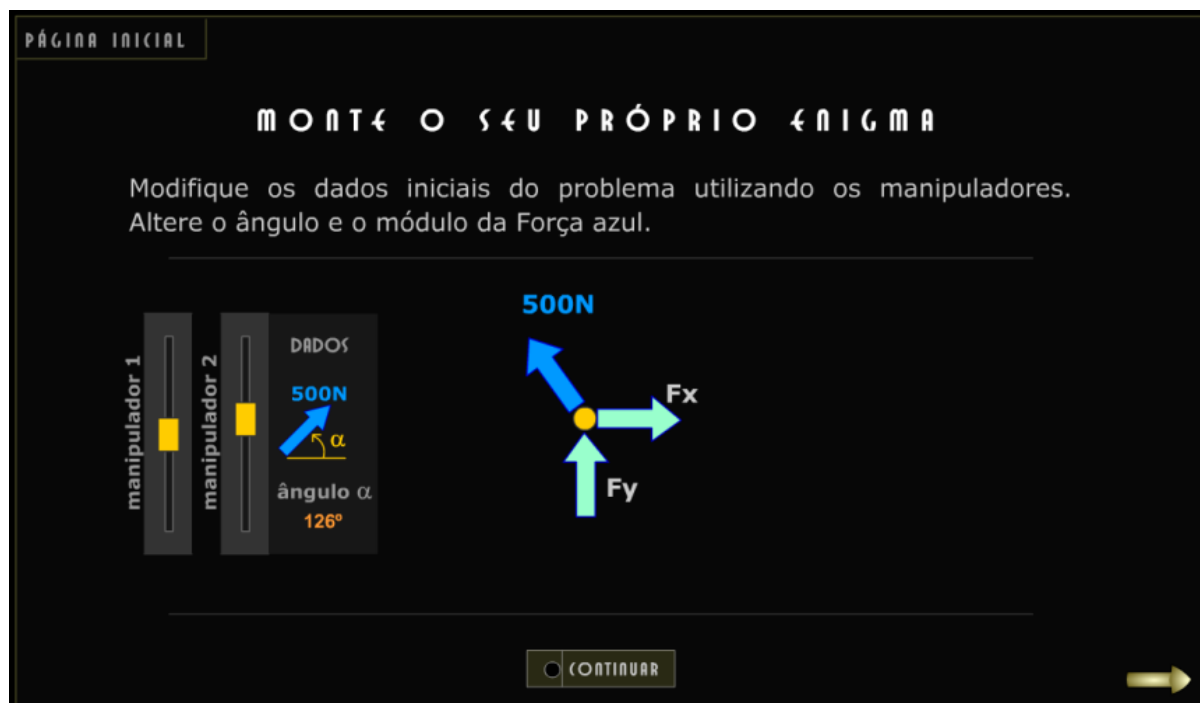 PÁGINA INICIAL
MONTE O SEU PRÓPRIO ENIGMA
Modifique os dados iniciais do problema utilizando os manipuladores.
Altere o ângulo e o módulo da Força azul.
manipulador 1
manipulador 2
DADOS
500N
α
ângulo α
126º
500N
Fx
Fy
CONTINUAR